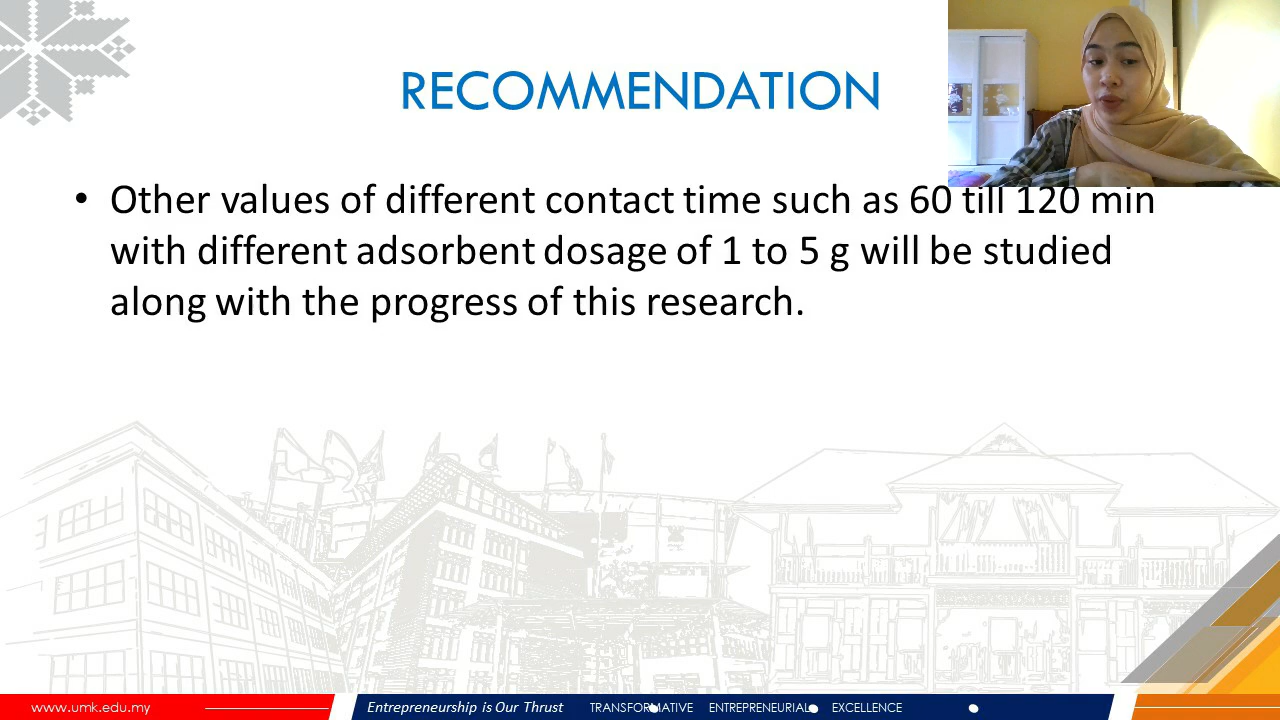 RECOMMENDATION
• Other values of different contact time such as 60 till 120 min
with different adsorbent dosage of 1 to 5 g will be studied
along with the progress of this research.
www.umk.edu.my
Entrepreneurship is Our Thrust
TRANSFORMATIVE ENTREPRENEURIAL EXCELLENCE